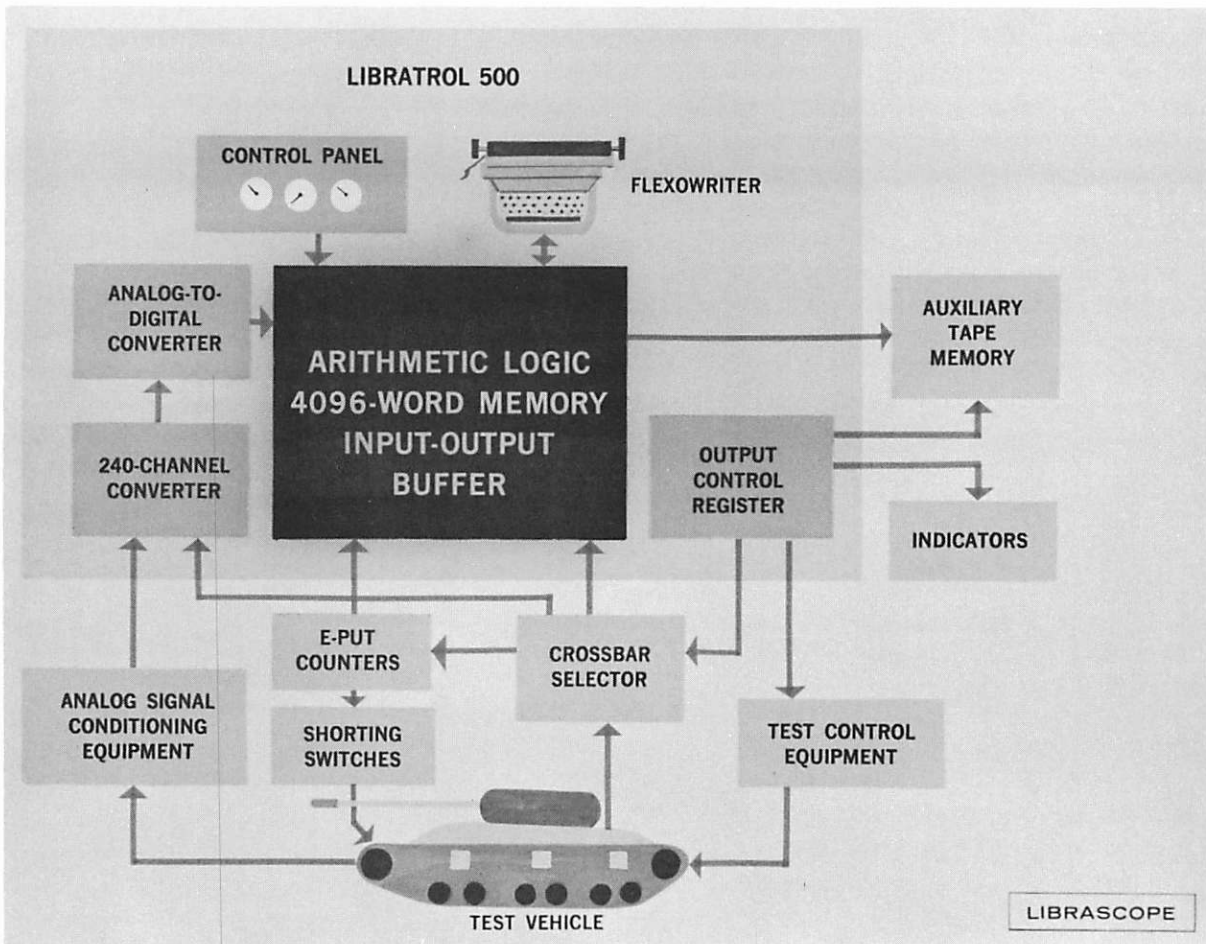 LIBRATROL 500
CONTROL PANEL
FLEXOWRITER
ANALOG-TO-
DIGITAL
CONVERTER
ARITHMETIC LOGIC
4096-WORD MEMORY
INPUT-OUTPUT
BUFFER
AUXILIARY
TAPE
MEMORY
240-CHANNEL
CONVERTER
OUTPUT
CONTROL
REGISTER
INDICATORS
E-PUT
COUNTERS
CROSSBAR
SELECTOR
ANALOG SIGNAL
CONDITIONING
EQUIPMENT
SHORTING
SWITCHES
TEST CONTROL
EQUIPMENT
TEST VEHICLE
LIBRASCOPE